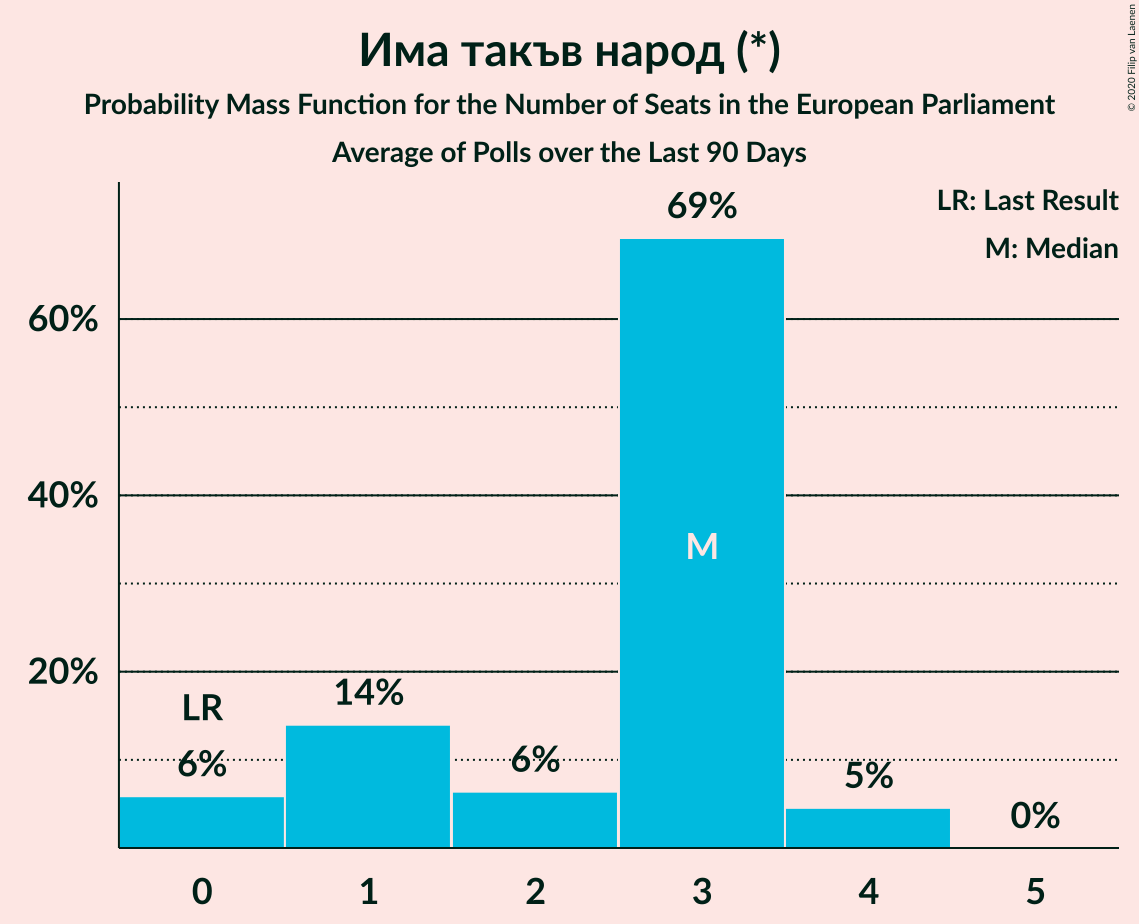 Има такъв народ (*)
Probability Mass Function for the Number of Seats in the European Parliament
Average of Polls over the Last 90 Days
© 2020 Filip van Laenen
LR: Last Result
M: Median
69%
60%
40%
M
20%
LR
14%
6%
6%
5%
0%
0 1 2 3 4 5